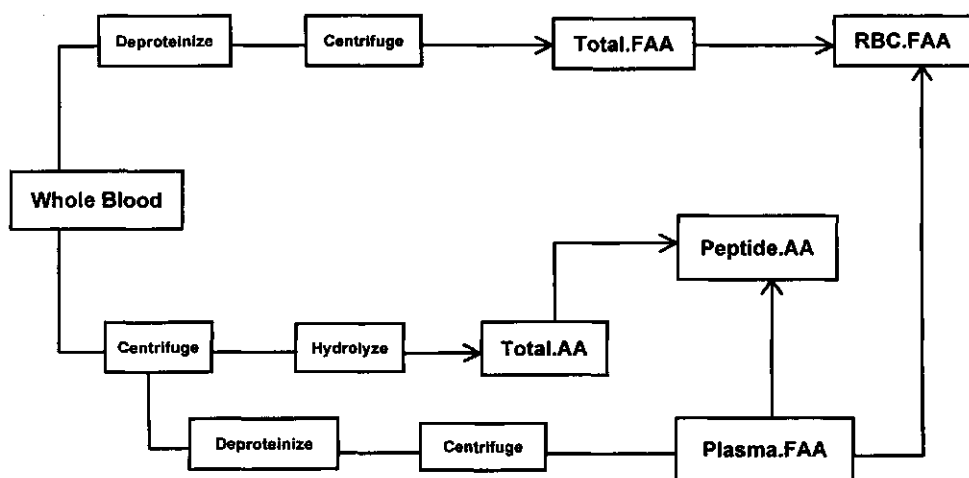 Deproteinize
Centrifuge
Total.FAA
RBC.FAA
Whole Blood
Peptide.AA
Centrifuge
Hydrolyze
Total.AA
Deproteinize
Centrifuge
Plasma.FAA